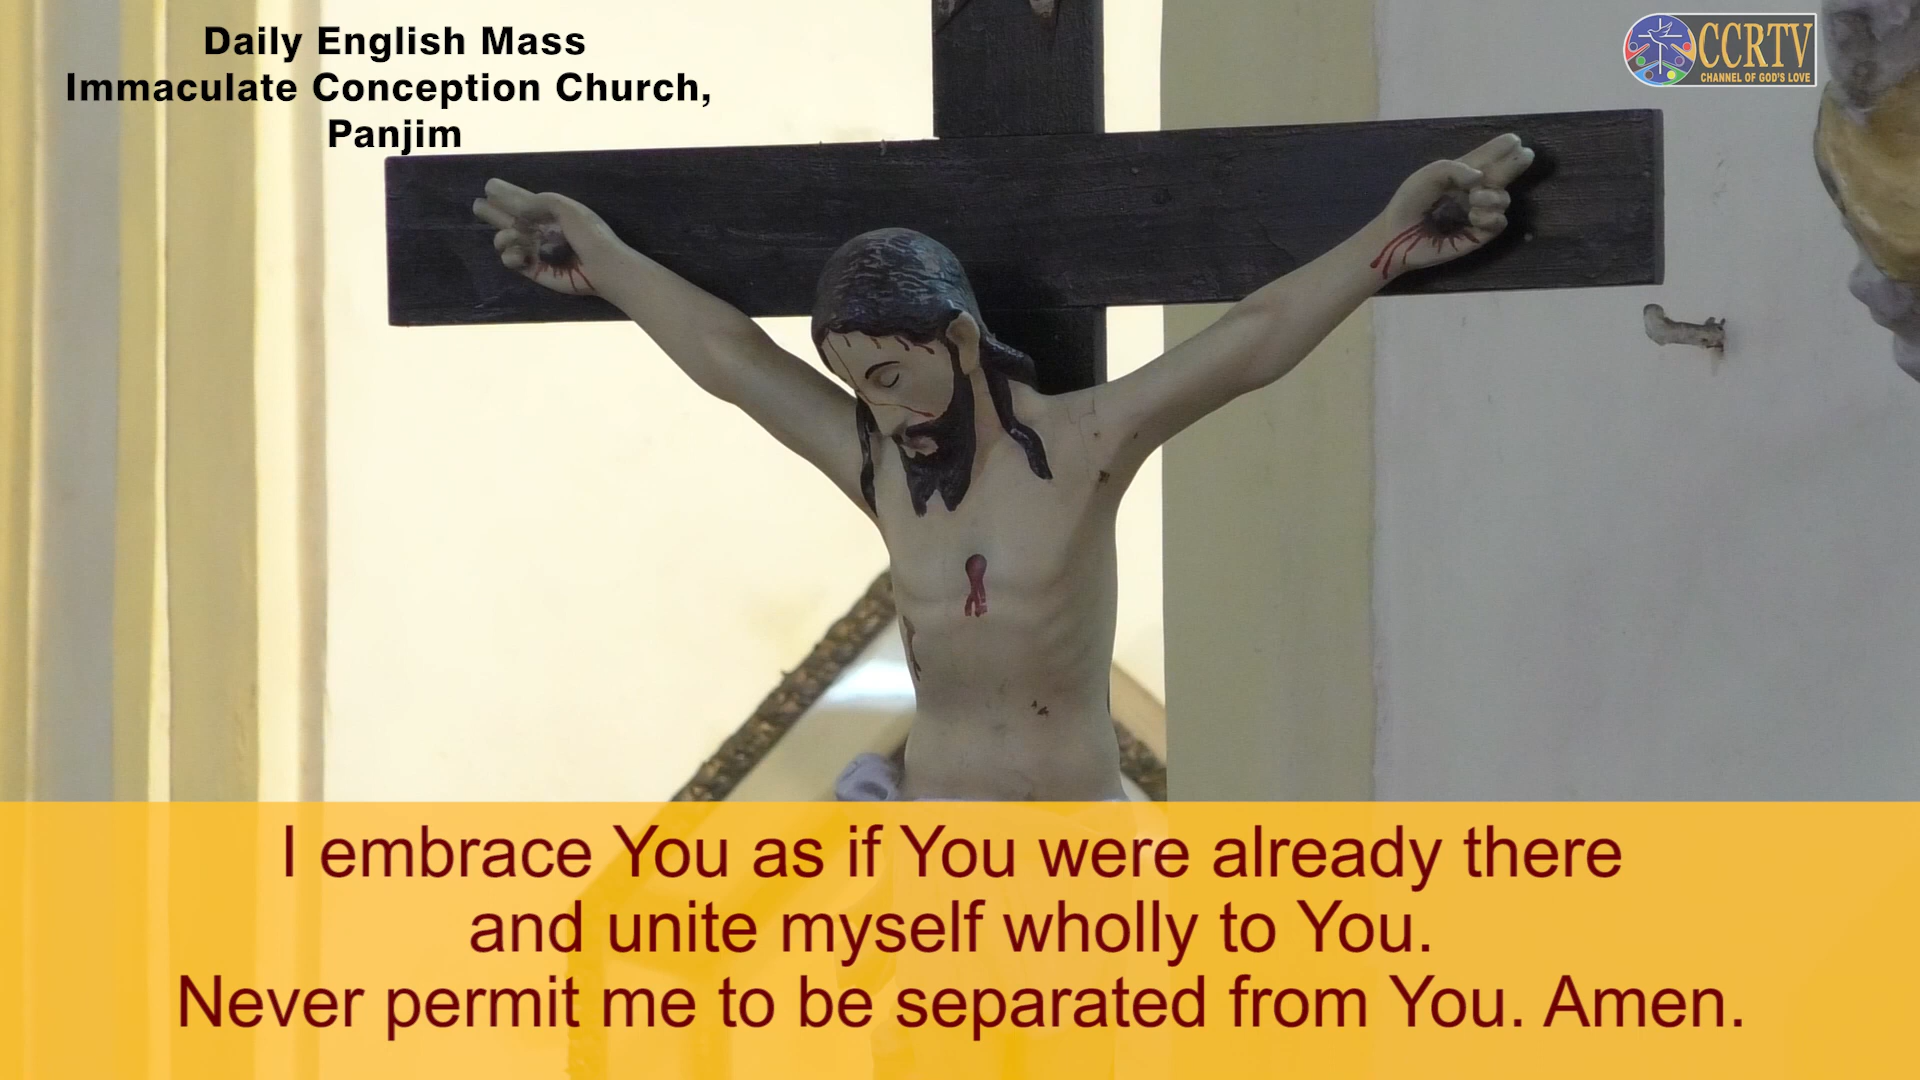 Daily English Mass
Immaculate Conception Church,
Panjim
CCRTV
CHANNEL OF GOD'S LOVE
I embrace You as if You were already there
and unite myself wholly to You.
Never permit me to be separated from You. Amen.